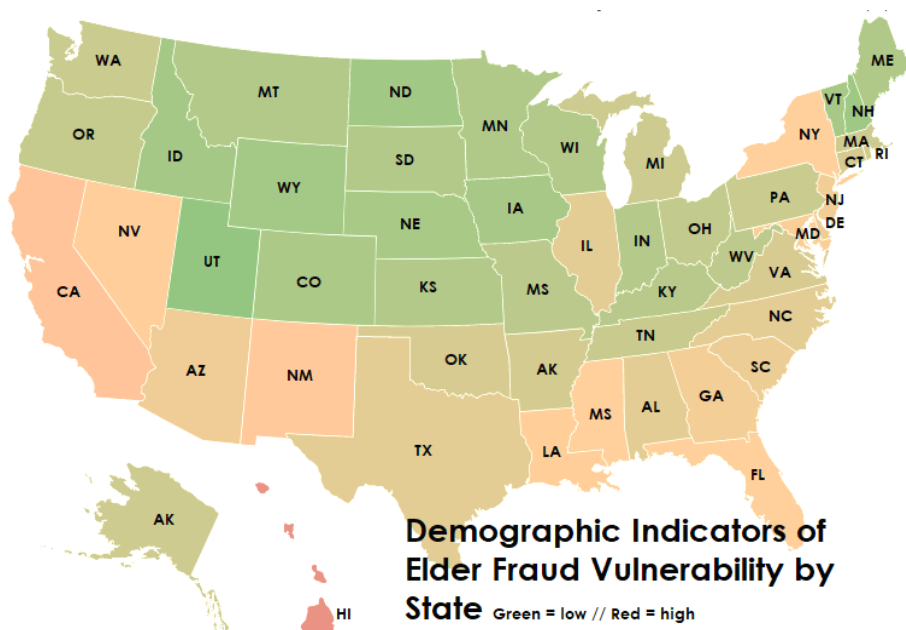 WA
ME
MT
ND
VT
NH
OR
MN
ID
WI
NY
MA
SD
MI
CT
RI
WY
PA
IA
NJ
NE
OH
DE
NV
IL
IN
MD
UT
WV
CO
VA
CA
KS
MS
KY
NC
TN
OK
AZ
NM
AK
SC
MS
AL
GA
TX
LA
FL
AK
HI
Demographic Indicators of
Elder Fraud Vulnerability by
State Green = low // Red = high